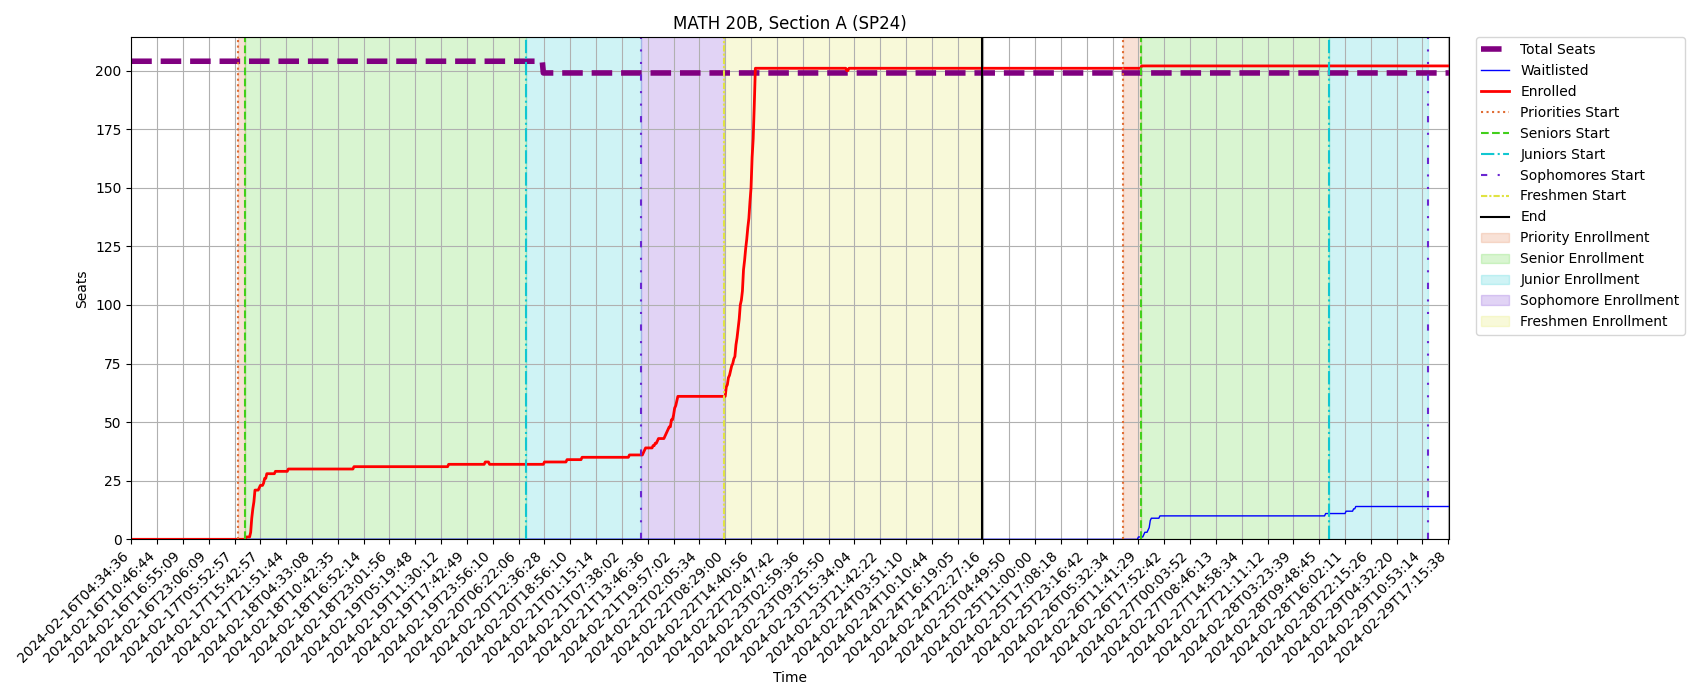 MATH 20B, Section A (SP24)
Seats
200
175
150
125
100
75
50
25
0
2024-02-16T04:34:36
2024-02-16T10:46:44
2024-02-16T16:55:09
2024-02-16T23:06:09
2024-02-17T05:52:57
2024-02-17T15:42:57
2024-02-17T21:51:44
2024-02-18T04:33:08
2024-02-18T10:42:35
2024-02-18T16:52:14
2024-02-18T23:01:56
2024-02-19T05:19:48
2024-02-19T11:30:12
2024-02-19T17:42:49
2024-02-19T23:56:10
2024-02-20T06:22:06
2024-02-20T12:36:28
2024-02-20T18:56:10
2024-02-21T01:15:14
2024-02-21T07:38:02
2024-02-21T13:46:36
2024-02-21T19:57:02
2024-02-22T02:05:34
2024-02-22T08:29:00
2024-02-22T14:40:56
2024-02-22T20:47:42
2024-02-23T02:59:36
2024-02-23T09:25:50
2024-02-23T15:34:04
2024-02-23T21:42:22
2024-02-24T03:51:10
2024-02-24T10:10:44
2024-02-24T16:19:05
2024-02-24T22:27:16
2024-02-25T04:49:50
2024-02-25T11:00:00
2024-02-25T17:08:18
2024-02-25T23:16:42
2024-02-26T05:32:34
2024-02-26T11:41:29
2024-02-26T17:52:42
2024-02-27T00:03:52
2024-02-27T08:46:13
2024-02-27T14:58:34
2024-02-27T21:11:12
2024-02-28T03:23:39
2024-02-28T09:48:45
2024-02-28T16:02:11
2024-02-28T22:15:26
2024-02-29T04:32:20
2024-02-29T10:53:14
2024-02-29T17:15:38
Time
Total Seats
Waitlisted
Enrolled
Priorities Start
Seniors Start
Juniors Start
Sophomores Start
Freshmen Start
End
Priority Enrollment
Senior Enrollment
Junior Enrollment
Sophomore Enrollment
Freshmen Enrollment